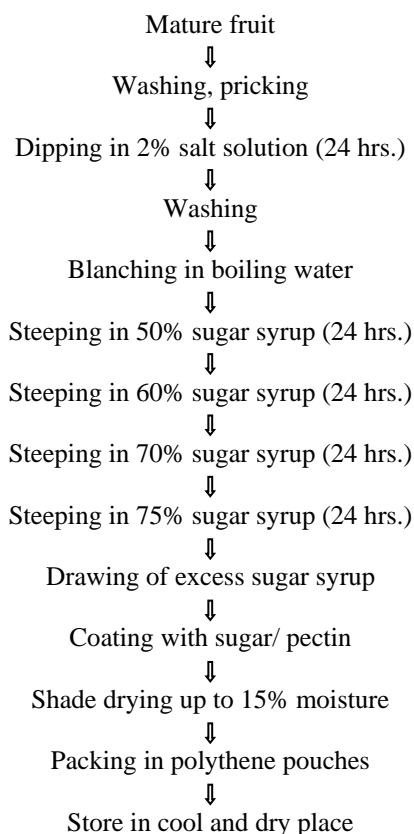 Mature fruit
⇓
Washing, pricking
⇓
Dipping in 2% salt solution (24 hrs.)
⇓
Washing
⇓
Blanching in boiling water
⇓
Steeping in 50% sugar syrup (24 hrs.)
⇓
Steeping in 60% sugar syrup (24 hrs.)
⇓
Steeping in 70% sugar syrup (24 hrs.)
⇓
Steeping in 75% sugar syrup (24 hrs.)
⇓
Drawing of excess sugar syrup
⇓
Coating with sugar/ pectin
⇓
Shade drying up to 15% moisture
⇓
Packing in polythene pouches
⇓
Store in cool and dry place